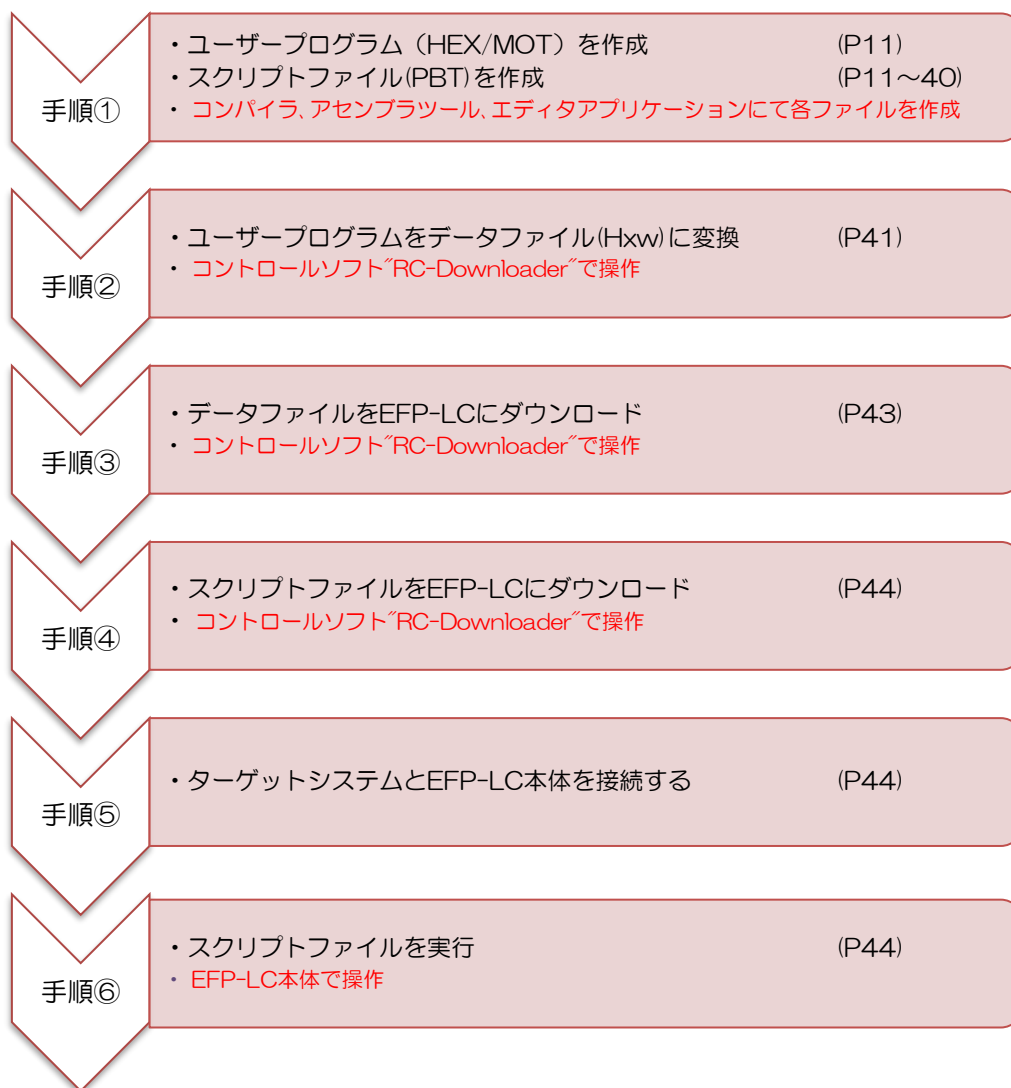 ・ユーザープログラム（HEX/MOT）を作成 (P11)
・スクリプトファイル(PBT)を作成 (P11～40)
手順①
・ コンパイラ、アセンブラツール、エディタアプリケーションにて各ファイルを作成
・ユーザープログラムをデータファイル(Hxw)に変換 (P41)
・ コントロールソフト″RC-Downloader″で操作
手順②
・データファイルをEFP-LCにダウンロード (P43)
・ コントロールソフト″RC-Downloader″で操作
手順③
・スクリプトファイルをEFP-LCにダウンロード (P44)
・ コントロールソフト″RC-Downloader″で操作
手順④
・ターゲットシステムとEFP-LC本体を接続する (P44)
手順⑤
・スクリプトファイルを実行 (P44)
・ EFP-LC本体で操作
手順⑥